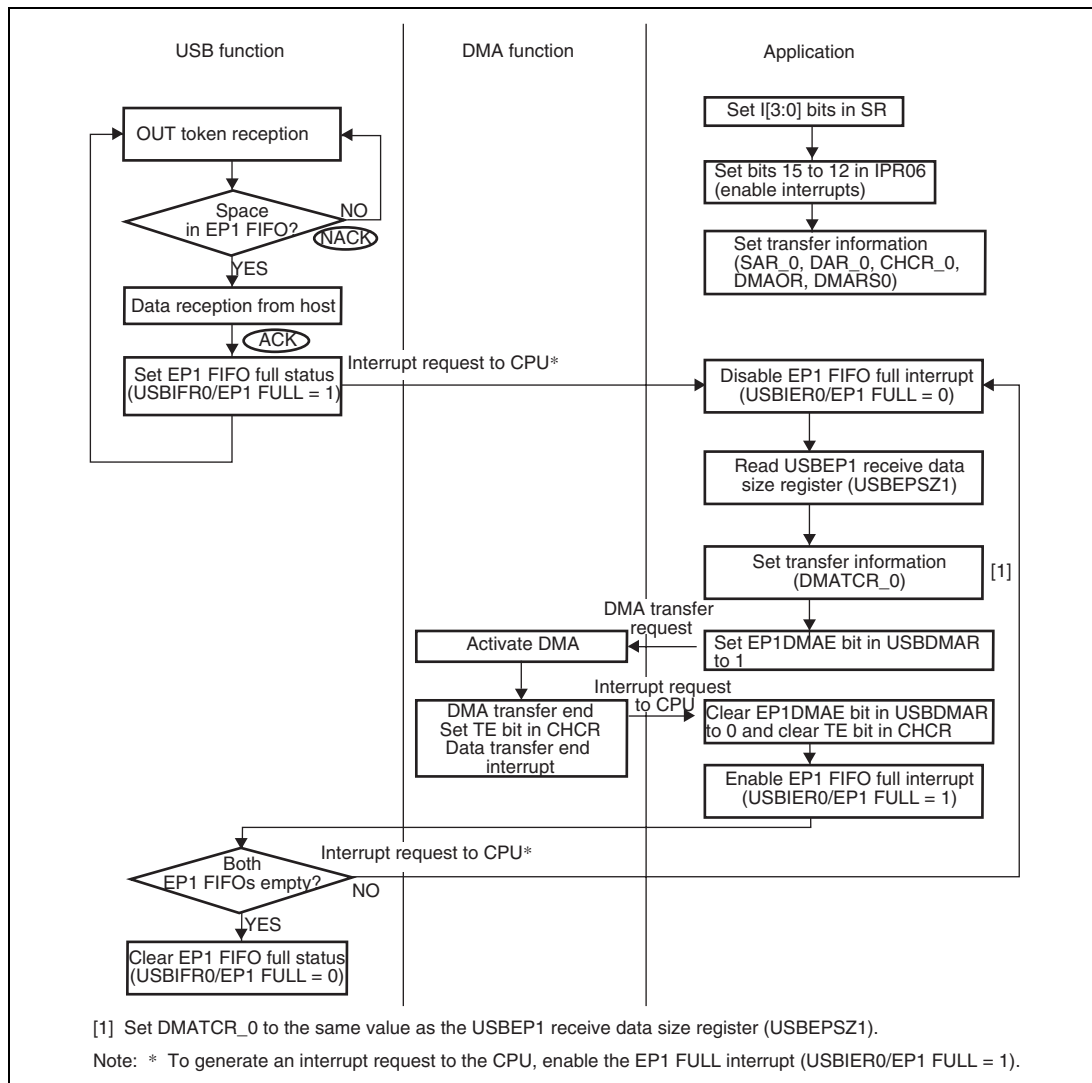 USB function
DMA function
Application
OUT token reception
Space
in EP1 FIFO?
NO
NACK
YES
Data reception from host
ACK
Set EP1 FIFO full status
(USBIFR0/EP1 FULL = 1)
Interrupt request to CPU*
Set I[3:0] bits in SR
Set bits 15 to 12 in IPR06
(enable interrupts)
Set transfer information
(SAR_0, DAR_0, CHCR_0,
DMAOR, DMARS0)
Disable EP1 FIFO full interrupt
(USBIER0/EP1 FULL = 0)
Read USBEP1 receive data
size register (USBEPSZ1)
Set transfer information
(DMATCR_0)
[1]
DMA transfer
request
Set EP1DMAE bit in USBDMAR
to 1
Activate DMA
Interrupt request
to CPU
DMA transfer end
Set TE bit in CHCR
Data transfer end
interrupt
Clear EP1DMAE bit in USBDMAR
to 0 and clear TE bit in CHCR
Enable EP1 FIFO full interrupt
(USBIER0/EP1 FULL = 1)
Both
EP1 FIFOs empty?
Interrupt request to CPU*
NO
YES
Clear EP1 FIFO full status
(USBIFR0/EP1 FULL = 0)
[1] Set DMATCR_0 to the same value as the USBEP1 receive data size register (USBEPSZ1).
Note: * To generate an interrupt request to the CPU, enable the EP1 FULL interrupt (USBIER0/EP1 FULL = 1).